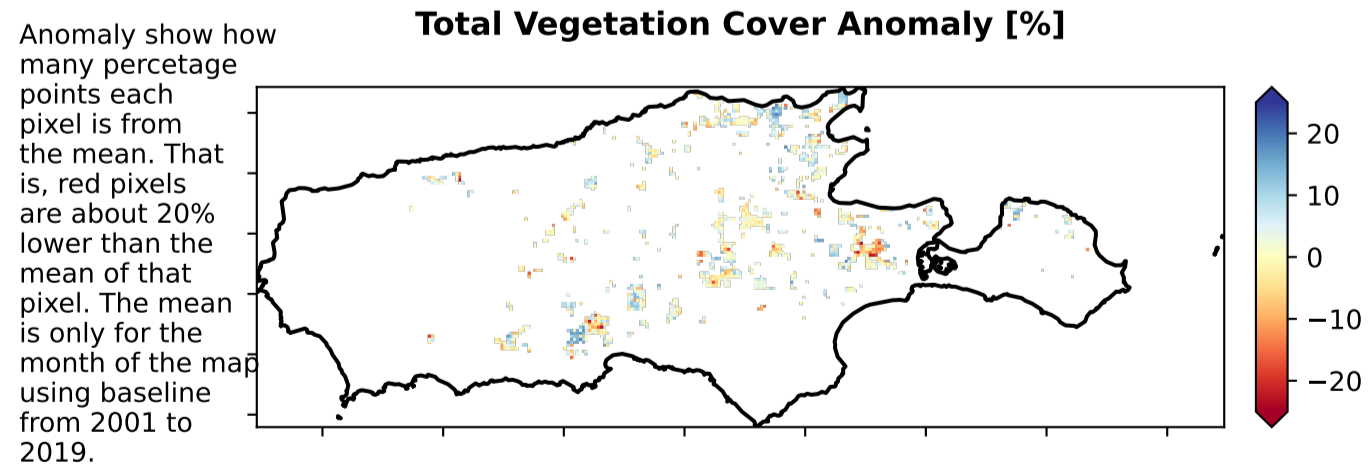 Total Vegetation Cover Anomaly [%]
Anomaly show how
many percetage
points each
pixel is from
the mean. That
is, red pixels
are about 20%
lower than the
mean of that
pixel. The mean
is only for the
month of the map
using baseline
from 2001 to
2019.
20
10
0
−10
−20